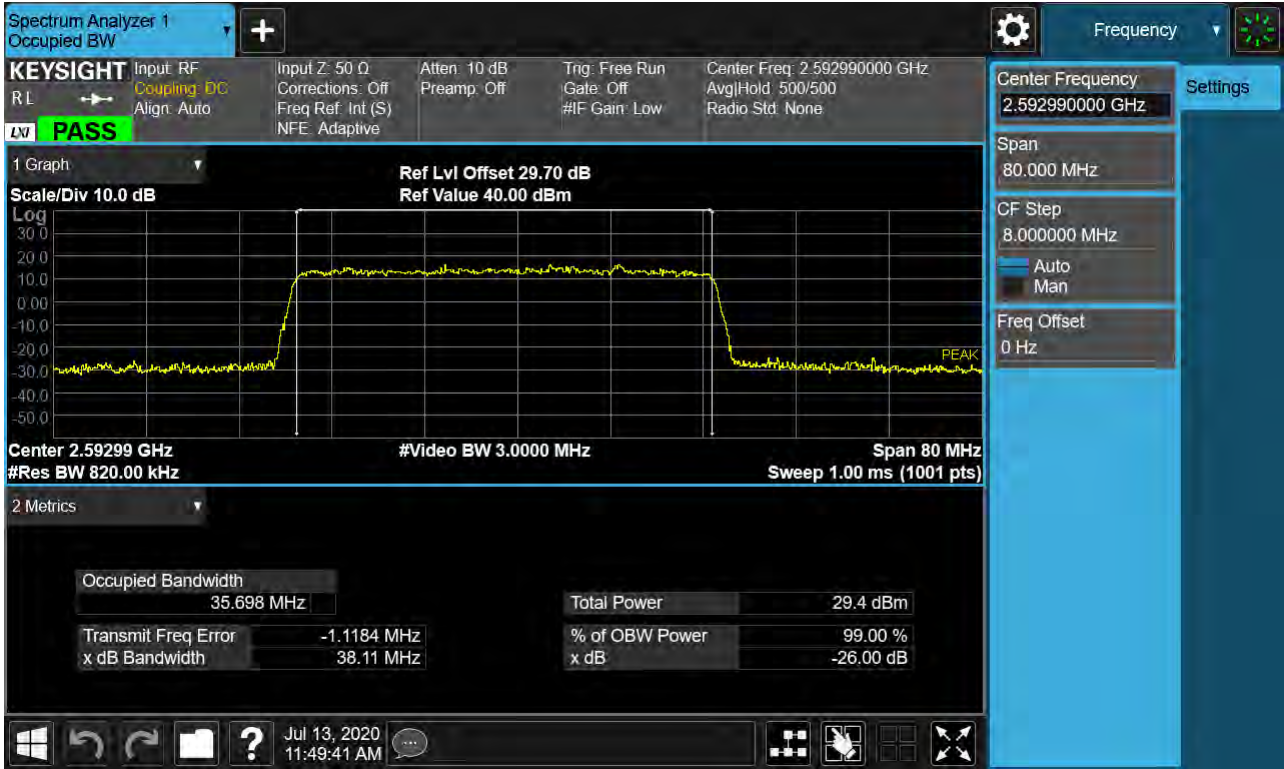 Spectrum Analyzer 1
Occupied BW
+
Frequency
KEYSIGHT
RL
LXI
PASS
Input: RF
Coupling: DC
Align: Auto
Input Z: 50 Ω
Corrections: Off
Freq Ref: Int (S)
NFE: Adaptive
Atten: 10 dB
Preamp: Off
Trig: Free Run
Gate: Off
#IF Gain: Low
Center Freq: 2.592990000 GHz
Avg|Hold: 500/500
Radio Std: None
Center Frequency
2.592990000 GHz
Settings
Span
80.000 MHz
CF Step
8.000000 MHz
Auto
Man
Freq Offset
0 Hz
1 Graph
Scale/Div 10.0 dB
Ref Lvl Offset 29.70 dB
Ref Value 40.00 dBm
Log
30.0
20.0
10.0
0.00
-10.0
-20.0
-30.0
-40.0
-50.0
PEAK
Center 2.59299 GHz
#Video BW 3.0000 MHz
Span 80 MHz
#Res BW 820.00 kHz
Sweep 1.00 ms (1001 pts)
2 Metrics
Occupied Bandwidth
35.698 MHz
Total Power 29.4 dBm
Transmit Freq Error -1.1184 MHz
% of OBW Power 99.00 %
x dB Bandwidth 38.11 MHz
x dB -26.00 dB
?
Jul 13, 2020
11:49:41 AM